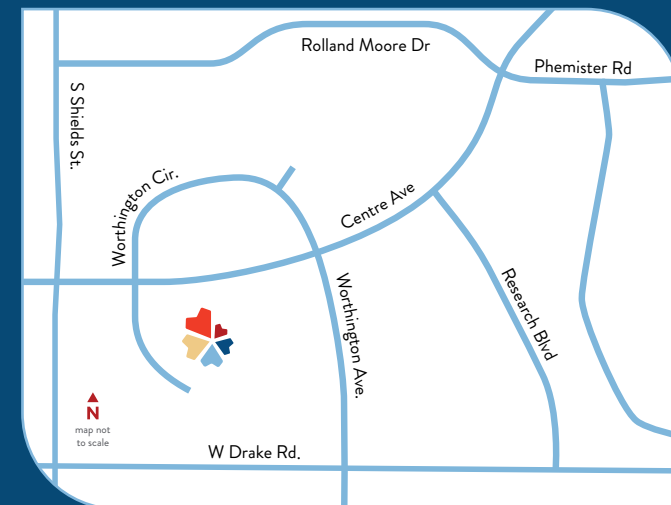 Rolland Moore Dr
Phemister Rd
S Shields St.
Worthington Cir.
Centre Ave
Worthington Ave.
Research Blvd
N
map not
to scale
W Drake Rd.